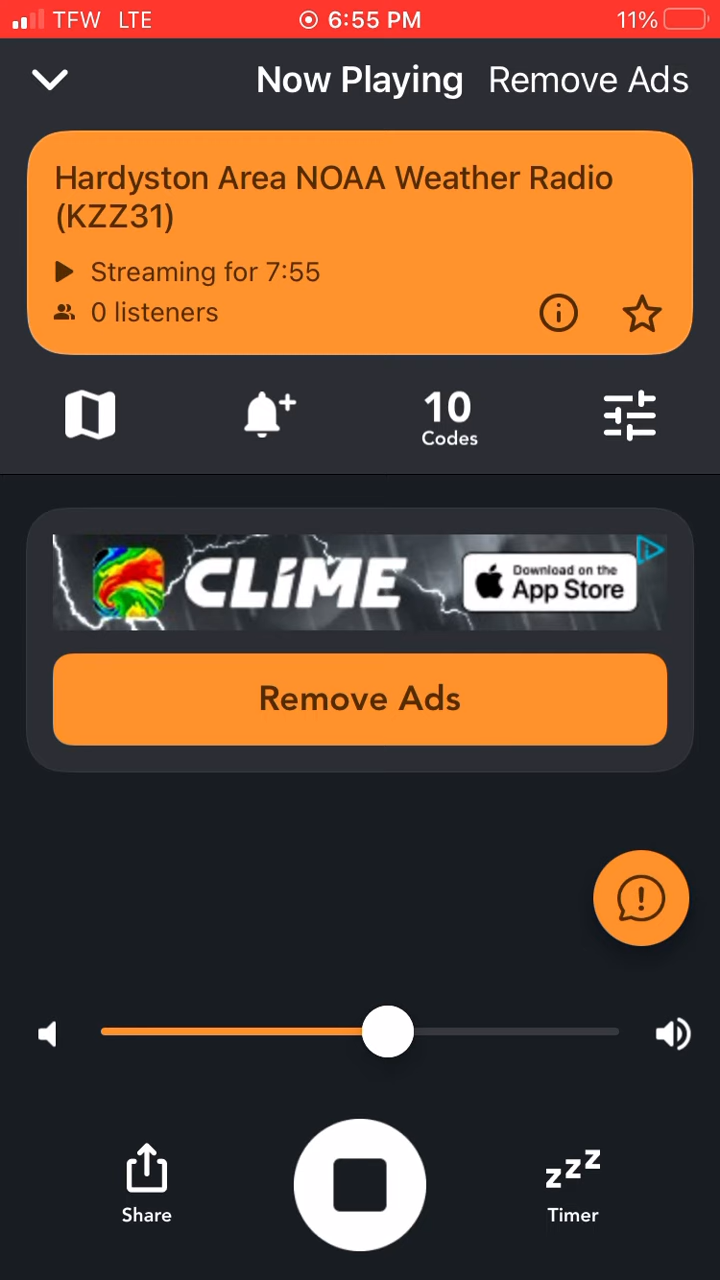 TFW LTE 6:55 PM 11%
Now Playing Remove Ads
Hardyston Area NOAA Weather Radio
(KZZ31)
Streaming for 7:55
0 listeners
10
Codes
CLiME
Download on the
App Store
Remove Ads
zzz
Share
Timer